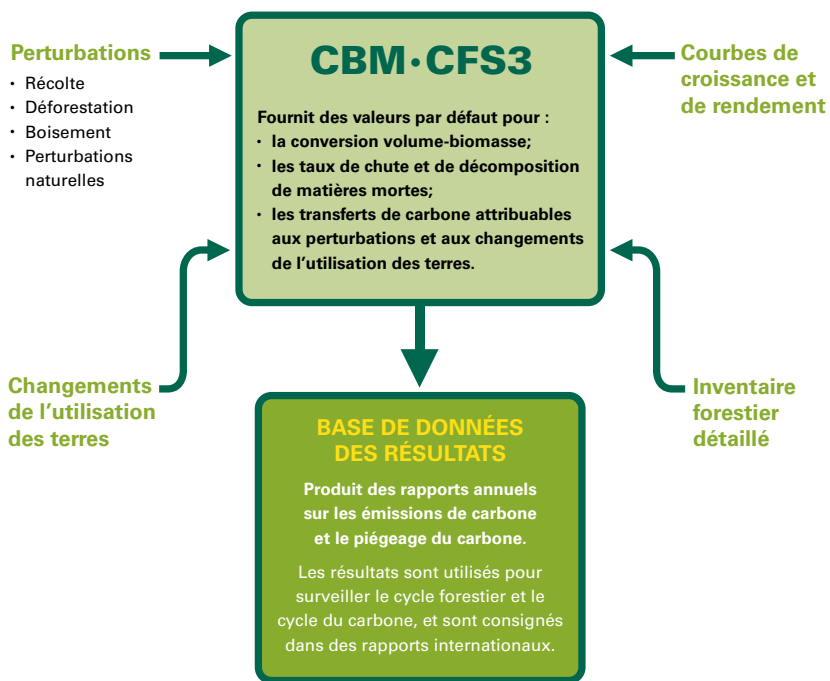 Perturbations
· Récolte
· Déforestation
· Boisement
· Perturbations
naturelles
CBM·CFS3
Fournit des valeurs par défaut pour :
· la conversion volume-biomasse;
· les taux de chute et de décomposition
de matières mortes;
· les transferts de carbone attribuables
aux perturbations et aux changements
de l'utilisation des terres.
Courbes de
croissance et
de rendement
Changements
de l'utilisation
des terres
Inventaire
forestier
détaillé
BASE DE DONNÉES
DES RÉSULTATS
Produit des rapports annuels
sur les émissions de carbone
et le piégeage du carbone.
Les résultats sont utilisés pour
surveiller le cycle forestier et le
cycle du carbone, et sont consignés
dans des rapports internationaux.